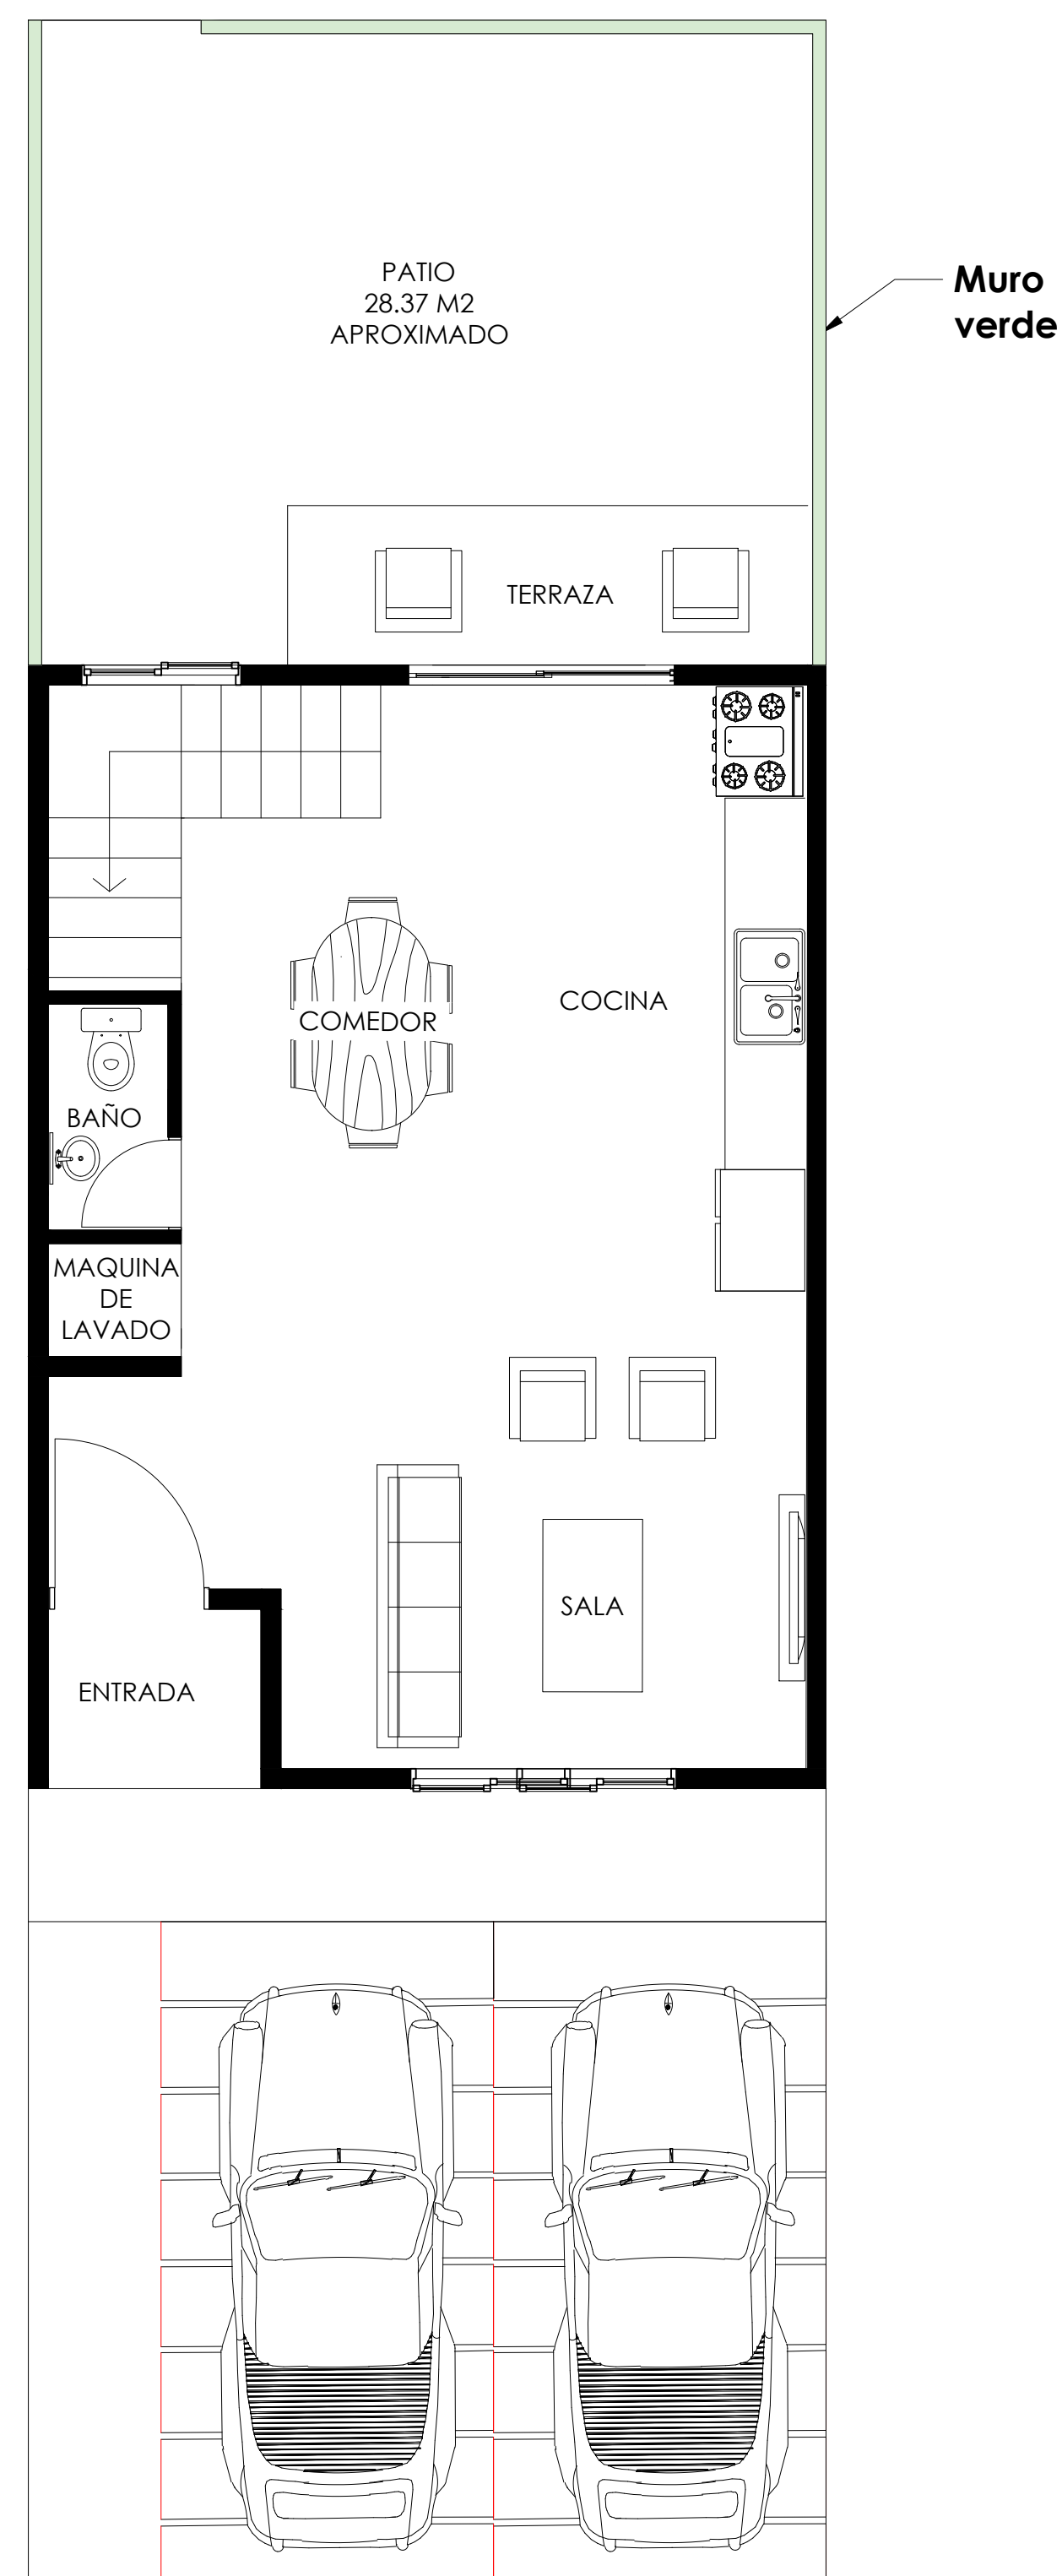 PATIO
28.37 M2
APROXIMADO
Muro
verde
TERRAZA
COCINA
COMEDOR
BAÑO
MAQUINA
DE
LAVADO
SALA
ENTRADA